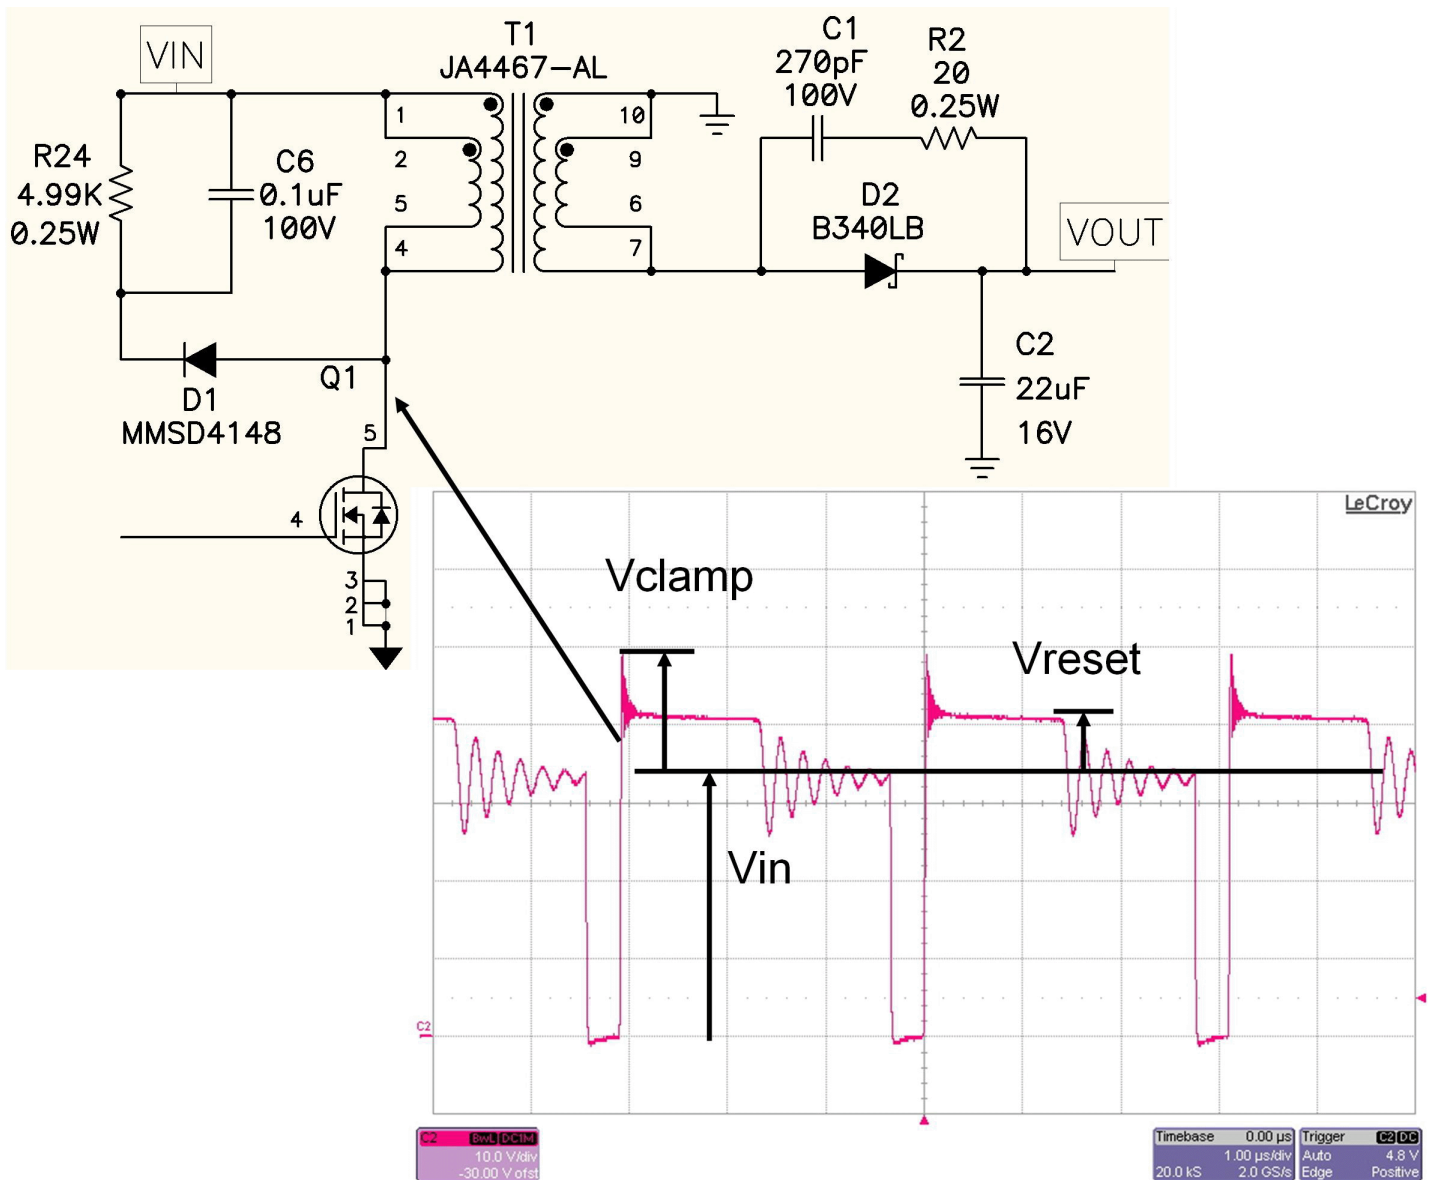 VIN
T1
JA4467-AL
C1
270pF
100V
R2
20
0.25W
R24
4.99K
0.25W
C6
0.1uF
100V
1
2
5
4
10
9
6
7
D2
B340LB
VOUT
D1
MMSD4148
Q1
5
4
3
2
1
C2
22uF
16V
LeCroy
Vclamp
Vreset
Vin
C2
C2 BwL DC1M
10.0 V/div
-30.00 V ofst
Timebase 0.00 µs
1.00 µs/div
20.0 kS 2.0 GS/s
Trigger C2 DC
Auto 4.8 V
Edge Positive